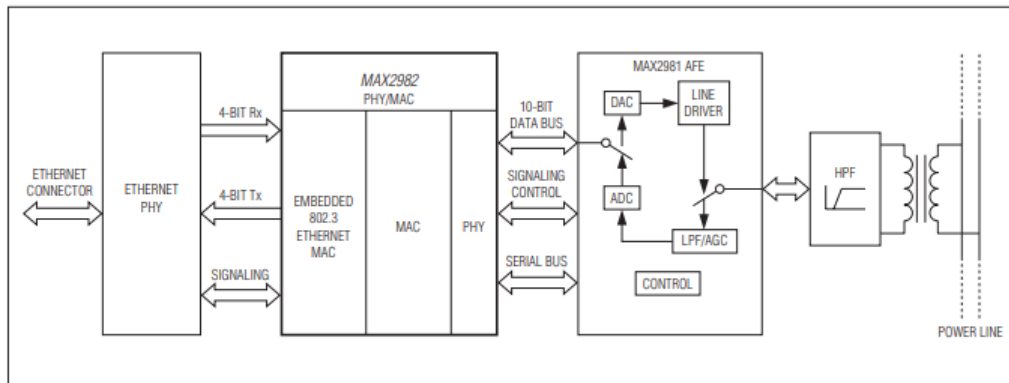 ETHERNET
CONNECTOR
ETHERNET
PHY
4-BIT Rx
4-BIT Tx
SIGNALING
MAX2982
PHY/MAC
EMBEDDED
802.3
ETHERNET
MAC
MAC
PHY
10-BIT
DATA BUS
SIGNALING
CONTROL
SERIAL BUS
MAX2981 AFE
DAC
LINE
DRIVER
ADC
LPF/AGC
CONTROL
HPF
POWER LINE